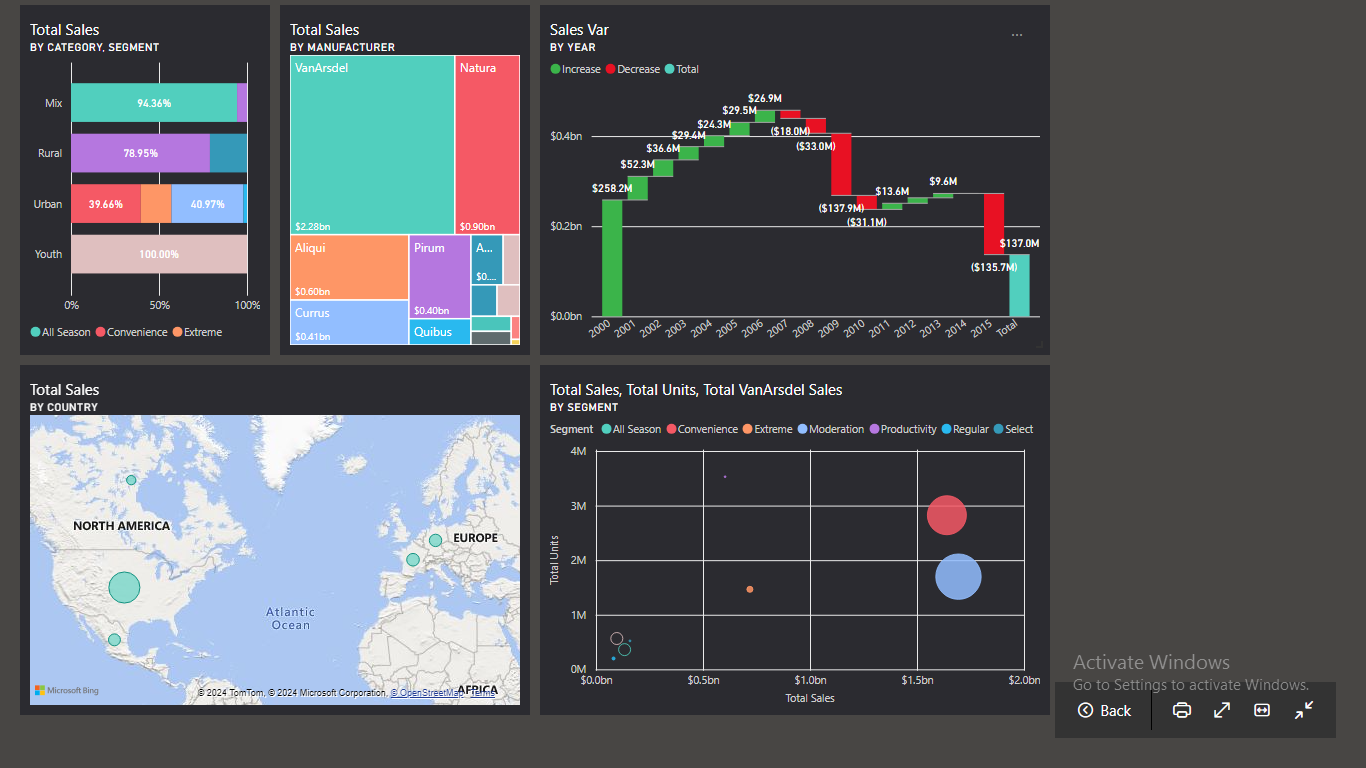 Total Sales
BY CATEGORY, SEGMENT
Mix
94.36%
Rural
78.95%
Urban
39.66%
40.97%
Youth
100.00%
0%
50%
100%
All Season
Convenience
Extreme
Total Sales
BY MANUFACTURER
VanArsdel
$2.28bn
Natura
$0.90bn
Aliqui
$0.60bn
Currus
$0.41bn
Pirum
$0.40bn
Quibus
A...
$0....
Sales Var
BY YEAR
...
Increase
Decrease
Total
$0.4bn
$0.2bn
$0.0bn
$258.2M
$52.3M
$36.6M
$29.4M
$24.3M
$29.5M
$26.9M
($18.0M)
($33.0M)
($137.9M)
($31.1M)
$13.6M
$9.6M
($135.7M)
$137.0M
2000
2001
2002
2003
2004
2005
2006
2007
2008
2009
2010
2011
2012
2013
2014
2015
Total
Total Sales
BY COUNTRY
NORTH AMERICA
EUROPE
Atlantic
Ocean
AFRICA
Microsoft Bing
© 2024 TomTom, © 2024 Microsoft Corporation, © OpenStreetMap Terms
Total Sales, Total Units, Total VanArsdel Sales
BY SEGMENT
Segment
All Season
Convenience
Extreme
Moderation
Productivity
Regular
Select
Total Units
4M
3M
2M
1M
0M
$0.0bn
$0.5bn
$1.0bn
$1.5bn
$2.0bn
Total Sales
Activate Windows
Go to Settings to activate Windows.
Back